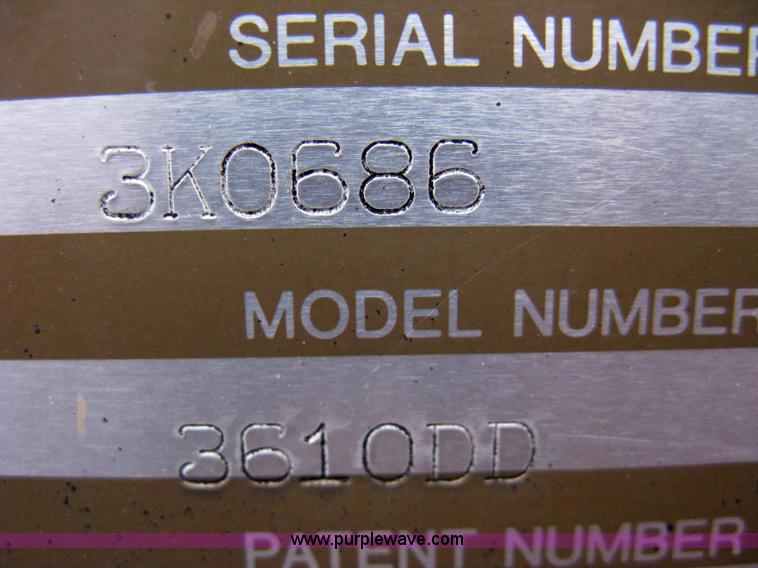 SERIAL NUMBER
3K0686
MODEL NUMBER
3610DD
www.purplewave.com
PATENT NUMBER